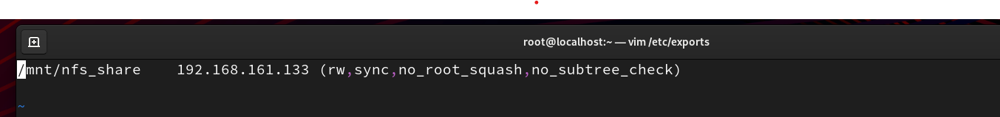 root@localhost:~ — vim /etc/exports
/mnt/nfs_share    192.168.161.133 (rw,sync,no_root_squash,no_subtree_check)
~